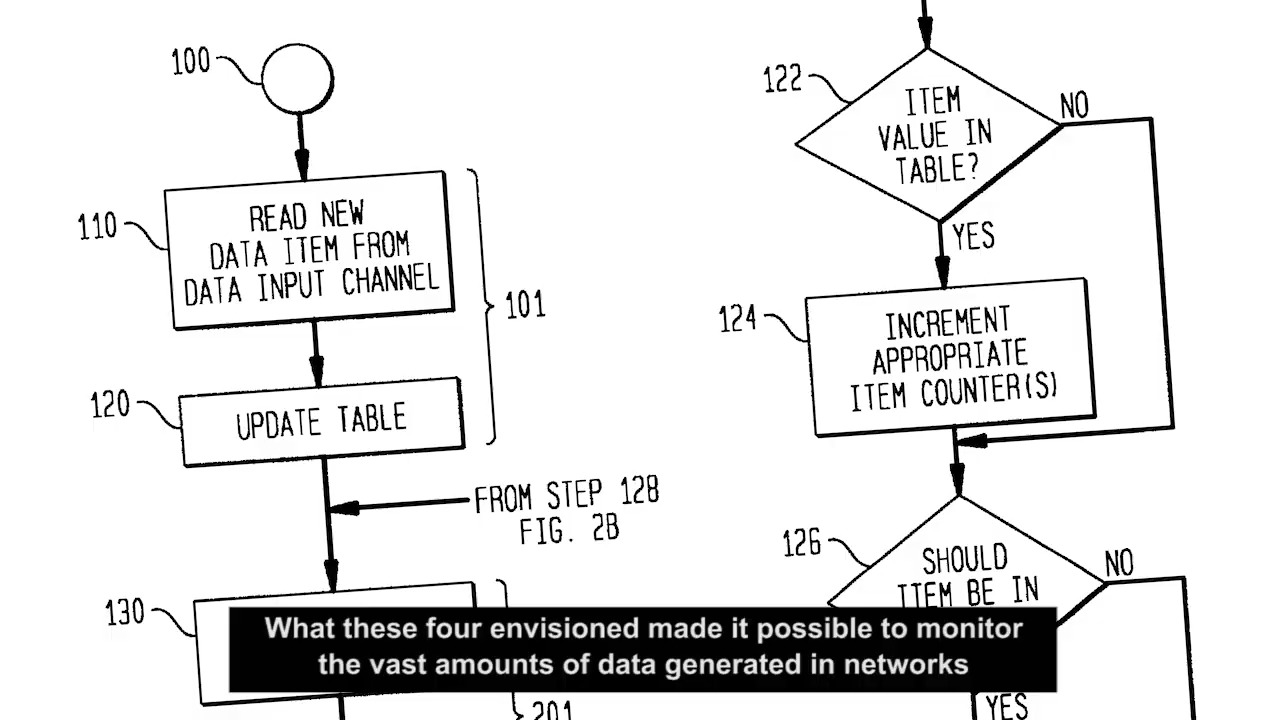 100
110
READ NEW
DATA ITEM FROM
DATA INPUT CHANNEL
101
120
UPDATE TABLE
FROM STEP 128
FIG. 2B
130
201
122
ITEM
VALUE IN
TABLE?
NO
YES
124
INCREMENT
APPROPRIATE
ITEM COUNTER(S)
126
SHOULD
ITEM BE IN
NO
YES
What these four envisioned made it possible to monitor
the vast amounts of data generated in networks